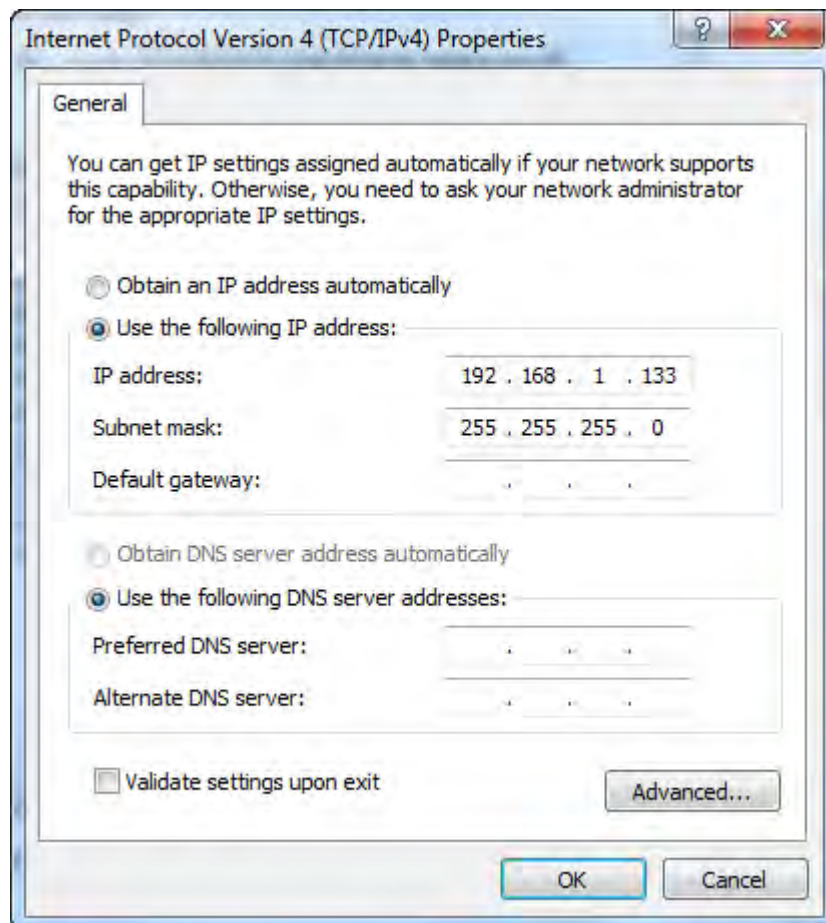 Internet Protocol Version 4 (TCP/IPv4) Properties
General
You can get IP settings assigned automatically if your network supports
this capability. Otherwise, you need to ask your network administrator
for the appropriate IP settings.
Obtain an IP address automatically
Use the following IP address:
IP address: 192 . 168 . 1 . 133
Subnet mask: 255 . 255 . 255 . 0
Default gateway: . . .
Obtain DNS server address automatically
Use the following DNS server addresses:
Preferred DNS server: . . .
Alternate DNS server: . . .
Validate settings upon exit
Advanced...
OK Cancel